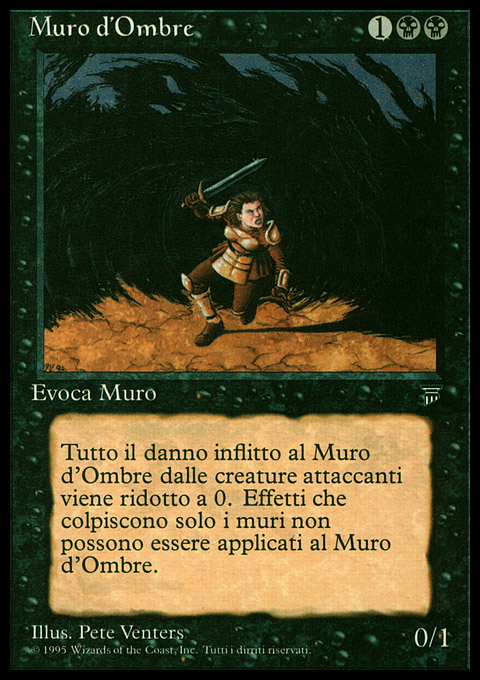 Muro d'Ombre 1
Evoca Muro
Tutto il danno inflitto al Muro
d'Ombre dalle creature attaccanti
viene ridotto a 0. Effetti che
colpiscono solo i muri non
possono essere applicati al Muro
d'Ombre.
Illus. Pete Venters
© 1995 Wizards of the Coast, Inc. Tutti i diritti riservati.
0/1